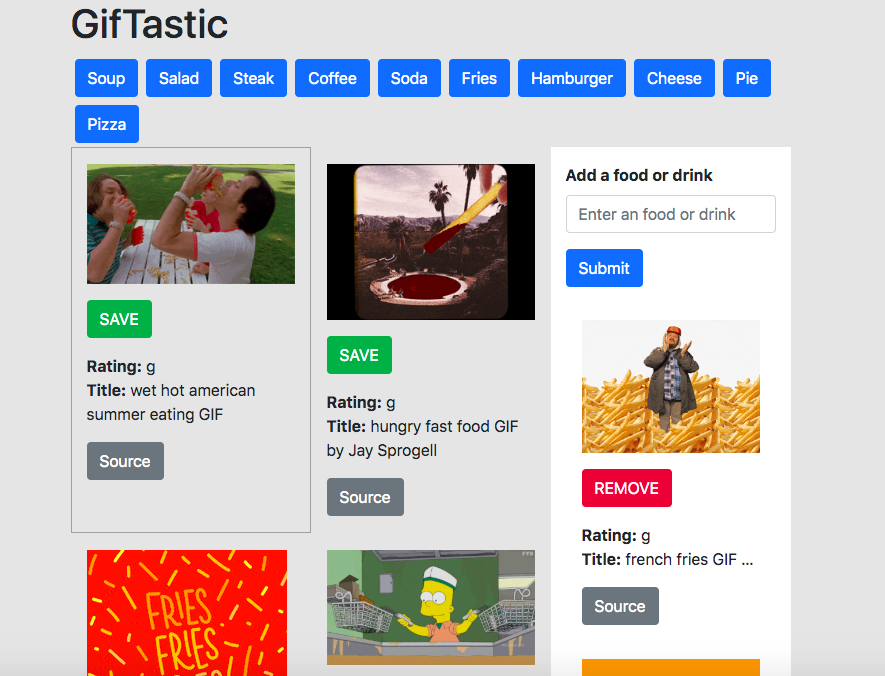 GifTastic
Soup Salad Steak Coffee Soda Fries Hamburger Cheese Pie
Pizza
SAVE
Rating: g
Title: wet hot american
summer eating GIF
Source
SAVE
Rating: g
Title: hungry fast food GIF
by Jay Sprogell
Source
FRIES
FRIES
Add a food or drink
Enter an food or drink
Submit
REMOVE
Rating: g
Title: french fries GIF ...
Source